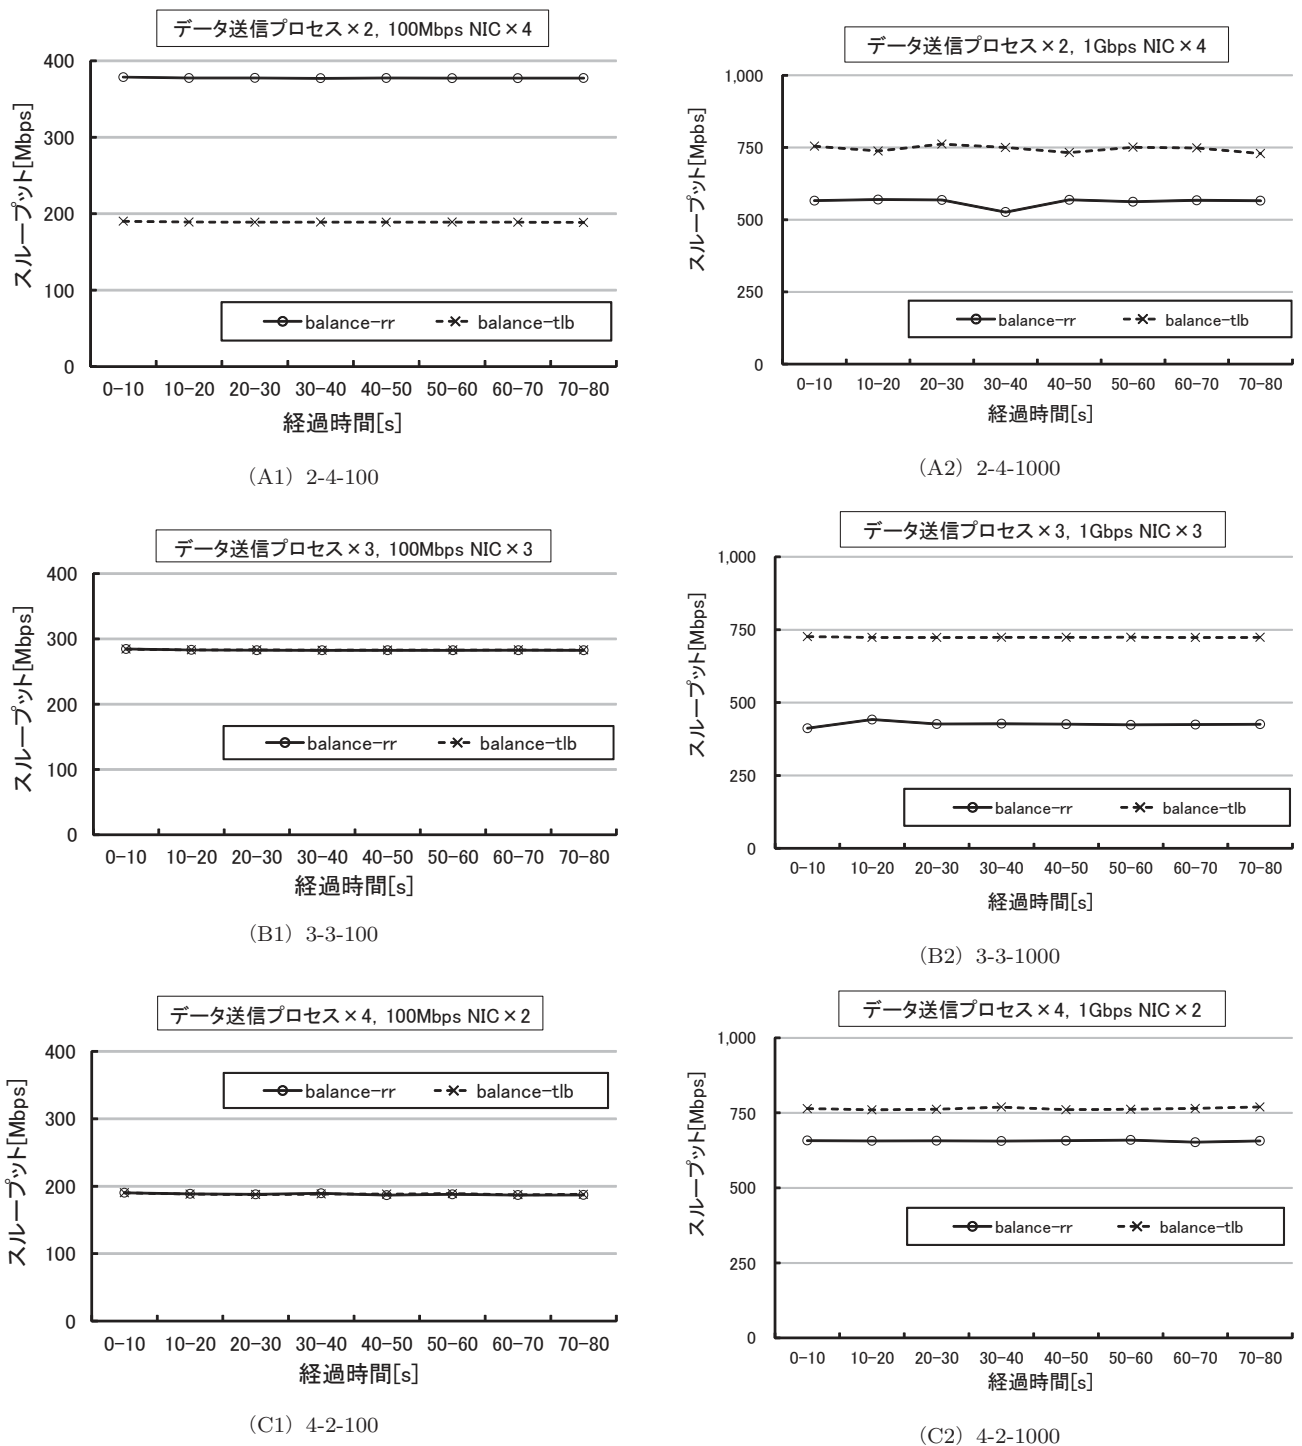 データ送信プロセス×2, 100Mbps NIC×4
400
300
200
100
0
スループット[Mbps]
balance-rr
balance-tlb
0-10 10-20 20-30 30-40 40-50 50-60 60-70 70-80
経過時間[s]
(A1) 2-4-100
データ送信プロセス×2, 1Gbps NIC×4
1,000
750
500
250
0
スループット[Mpbs]
balance-rr
balance-tlb
0-10 10-20 20-30 30-40 40-50 50-60 60-70 70-80
経過時間[s]
(A2) 2-4-1000
データ送信プロセス×3, 100Mbps NIC×3
400
300
200
100
0
スループット[Mbps]
balance-rr
balance-tlb
0-10 10-20 20-30 30-40 40-50 50-60 60-70 70-80
経過時間[s]
(B1) 3-3-100
データ送信プロセス×3, 1Gbps NIC×3
1,000
750
500
250
0
スループット[Mbps]
balance-rr
balance-tlb
0-10 10-20 20-30 30-40 40-50 50-60 60-70 70-80
経過時間[s]
(B2) 3-3-1000
データ送信プロセス×4, 100Mbps NIC×2
400
300
200
100
0
スループット[Mbps]
balance-rr
balance-tlb
0-10 10-20 20-30 30-40 40-50 50-60 60-70 70-80
経過時間[s]
(C1) 4-2-100
データ送信プロセス×4, 1Gbps NIC×2
1,000
750
500
250
0
スループット[Mbps]
balance-rr
balance-tlb
0-10 10-20 20-30 30-40 40-50 50-60 60-70 70-80
経過時間[s]
(C2) 4-2-1000